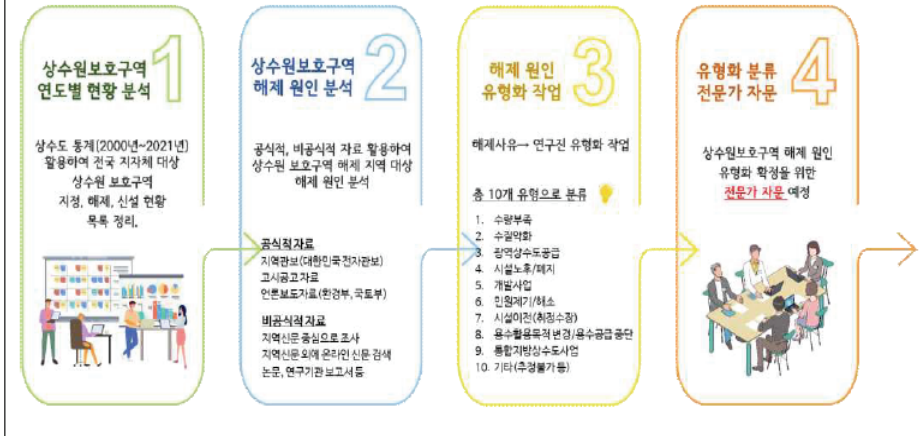 1
상수원보호구역
연도별 현황 분석
상수도 통계(2000년~2021년)
활용하여 전국 지자체 대상
상수원 보호구역
지정, 해제, 신설 현황
목록 정리.
2
상수원보호구역
해제 원인 분석
공식적, 비공식적 자료 활용하여
상수원 보호구역 해제 지역 대상
해제 원인 분석
공식적 자료
지역관보(대한민국전자관보)
고시공고 자료
언론보도자료(환경부,국토부)
비공식적 자료
지역신문 중심으로 조사
지역신문 외에 온라인 신문 검색
논문, 연구기관 보고서 등
3
해제 원인
유형화 작업
해제사유→ 연구진 유형화 작업
총 10개 유형으로 분류
1. 수량부족
2. 수질악화
3. 광역상수도공급
4. 시설노후/폐지
5. 개발사업
6. 민원제기/해소
7. 시설이전(취정수장)
8. 용수활용목적 변경/용수공급 중단
9. 통합지방상수도사업
10. 기타(추정불가 등)
4
유형화 분류
전문가 자문
상수원보호구역 해제 원인
유형화 확정을 위한
전문가 자문 예정